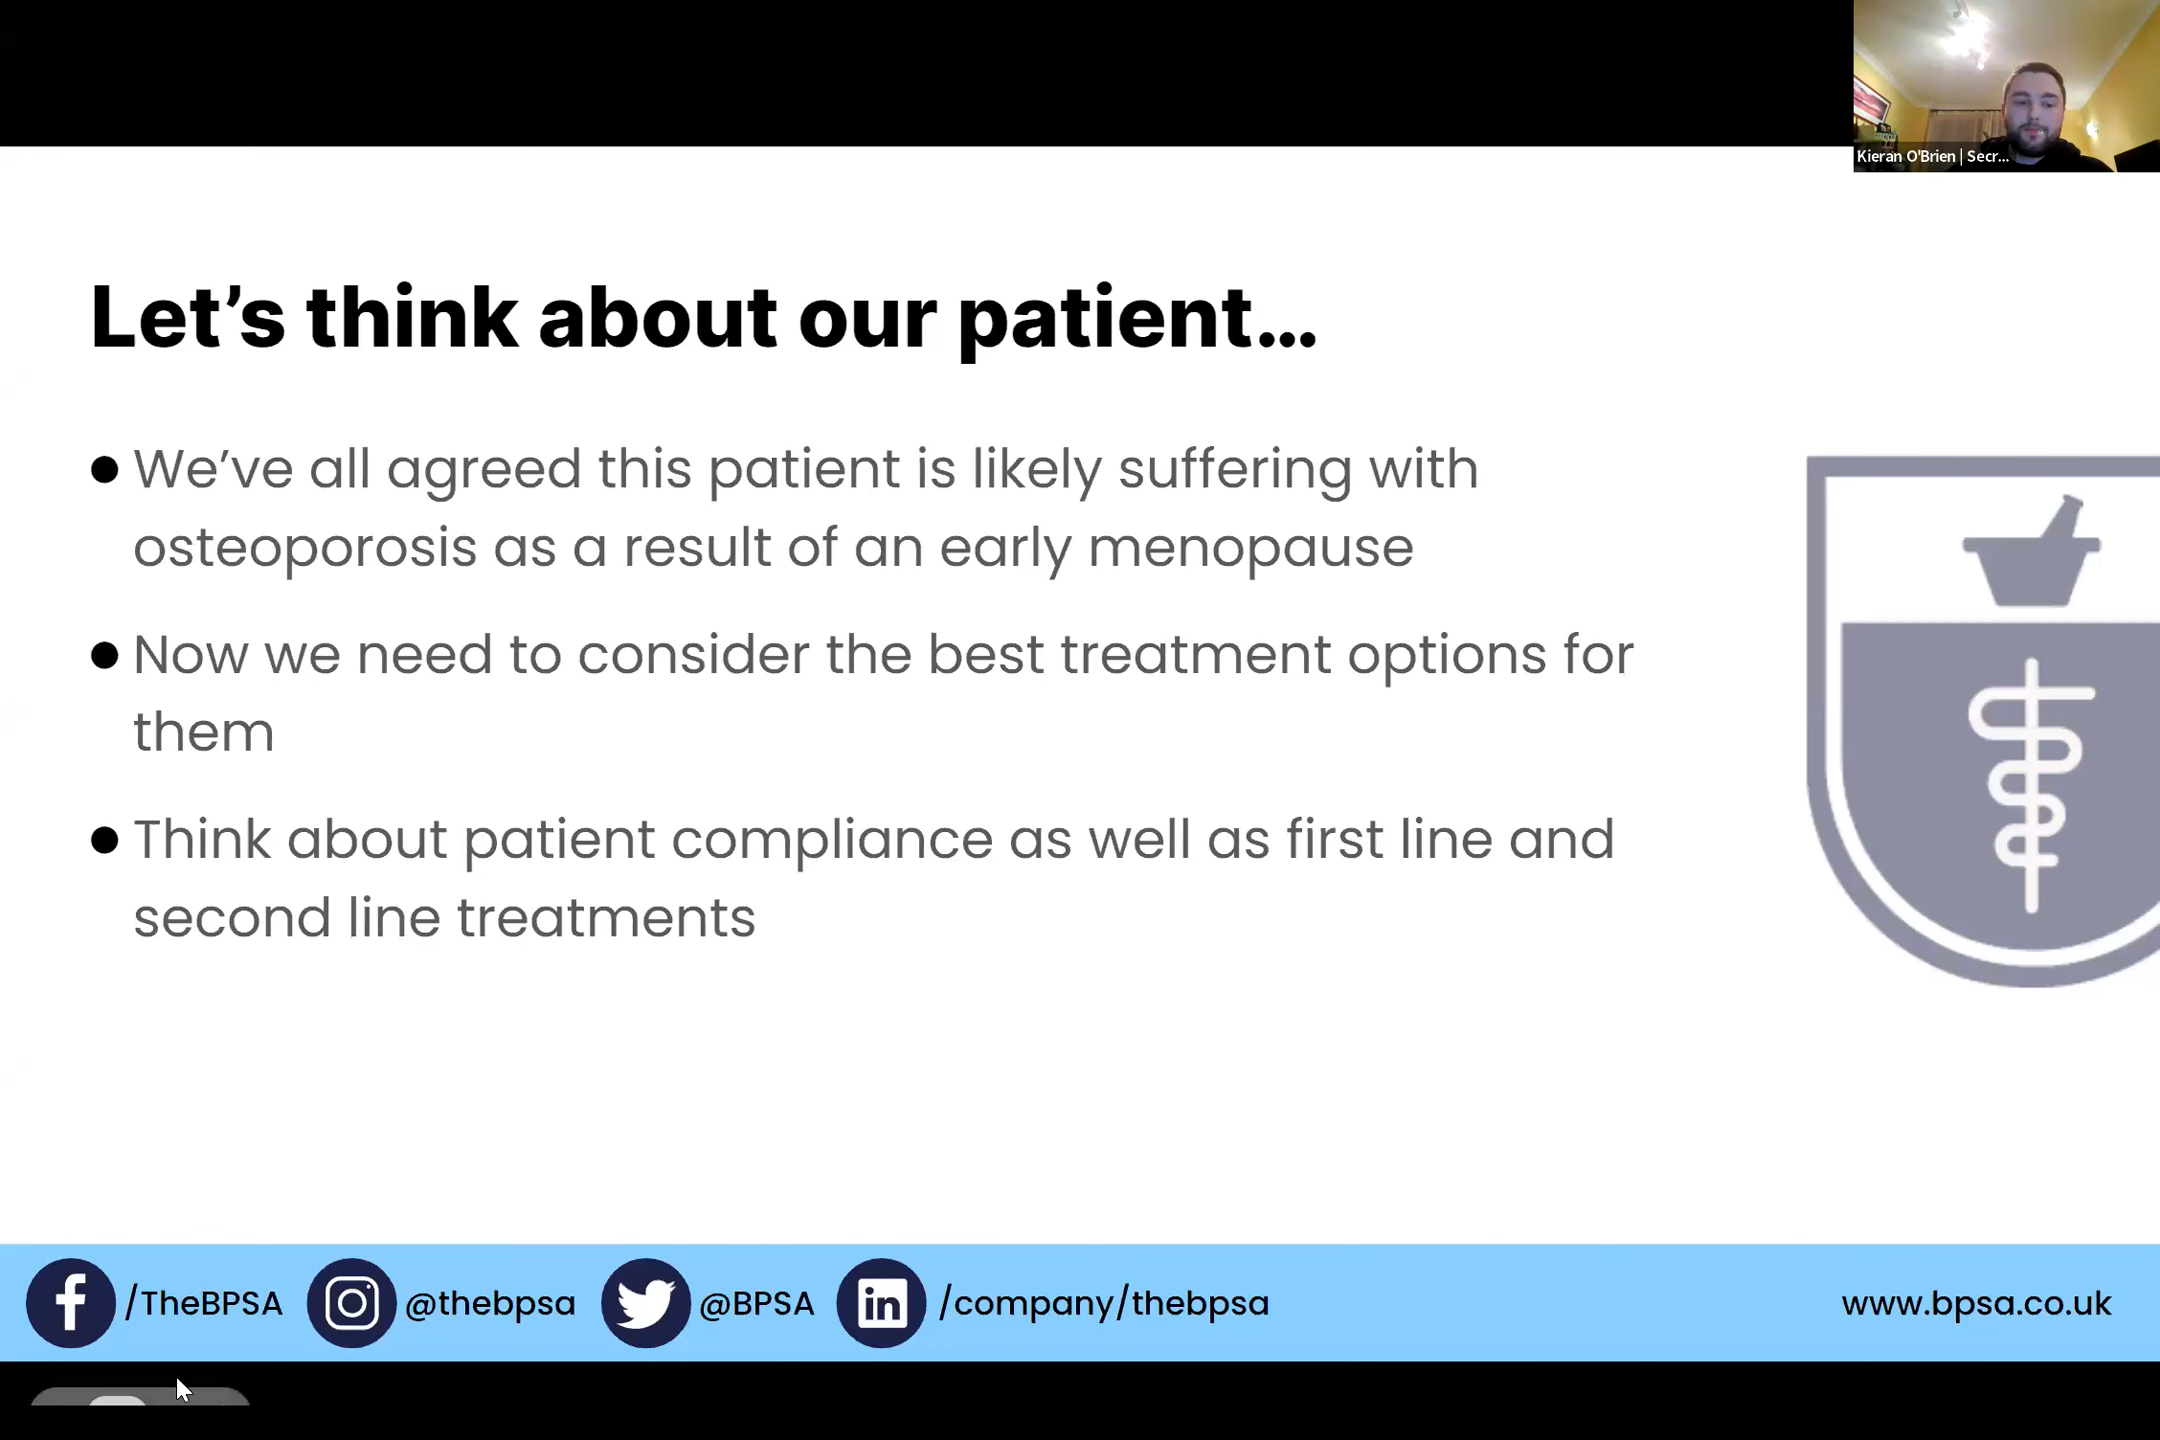 Kieran O'Brien | Secr...
Let’s think about our patient...
● We’ve all agreed this patient is likely suffering with
osteoporosis as a result of an early menopause
● Now we need to consider the best treatment options for
them
● Think about patient compliance as well as first line and
second line treatments
/TheBPSA @thebpsa @BPSA /company/thebpsa www.bpsa.co.uk